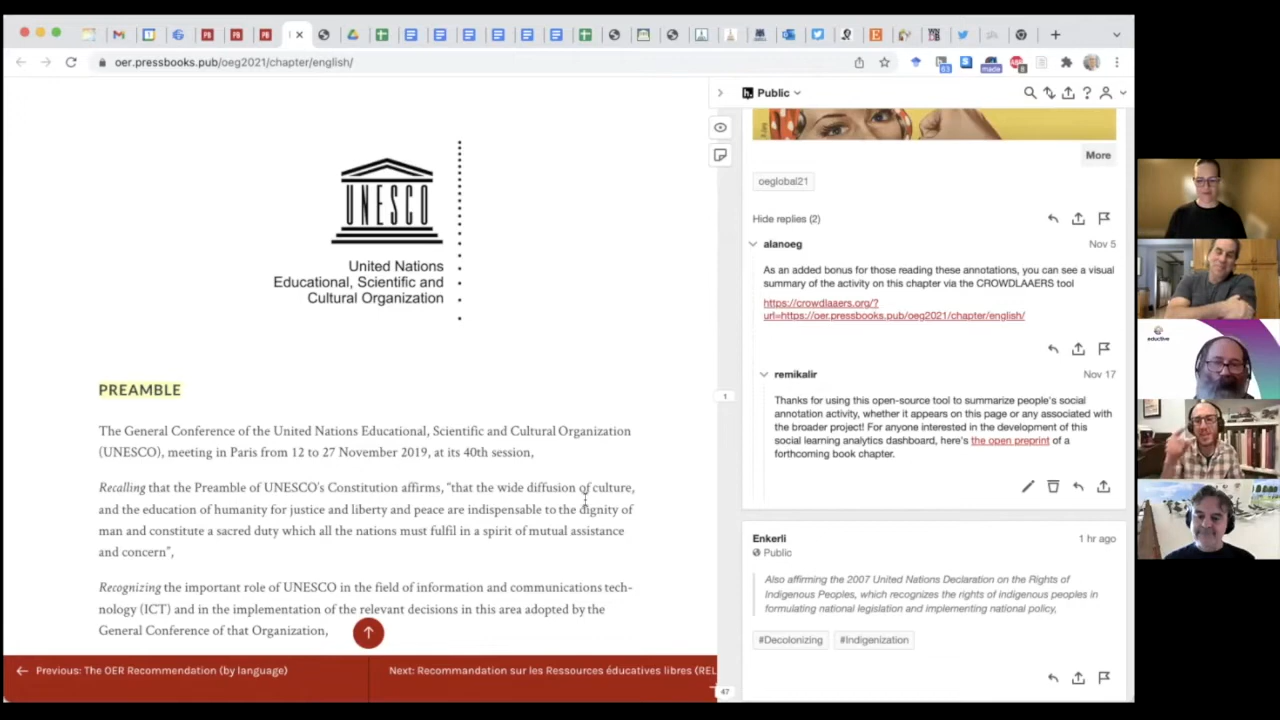 oer.pressbooks.pub/oeg2021/chapter/english/
63
made
8
UNESCO
United Nations
Educational, Scientific and
Cultural Organization
PREAMBLE
The General Conference of the United Nations Educational, Scientific and Cultural Organization
(UNESCO), meeting in Paris from 12 to 27 November 2019, at its 40th session,
Recalling that the Preamble of UNESCO's Constitution affirms, "that the wide diffusion of culture,
and the education of humanity for justice and liberty and peace are indispensable to the dignity of
man and constitute a sacred duty which all the nations must fulfil in a spirit of mutual assistance
and concern",
Recognizing the important role of UNESCO in the field of information and communications tech-
nology (ICT) and in the implementation of the relevant decisions in this area adopted by the
General Conference of that Organization,
← Previous: The OER Recommendation (by language)
Next: Recommandation sur les Ressources éducatives libres (REL
Public
More
oeglobal21
Hide replies (2)
alanoeg
Nov 5
As an added bonus for those reading these annotations, you can see a visual
summary of the activity on this chapter via the CROWDLAAERS tool
https://crowdlaaers.org/?
url=https://oer.pressbooks.pub/oeg2021/chapter/english/
remikalir
Nov 17
1
Thanks for using this open-source tool to summarize people's social
annotation activity, whether it appears on this page or any associated with
the broader project! For anyone interested in the development of this
social learning analytics dashboard, here's the open preprint of a
forthcoming book chapter.
Enkerli
1 hr ago
Public
Also affirming the 2007 United Nations Declaration on the Rights of
Indigenous Peoples, which recognizes the rights of indigenous peoples in
formulating national legislation and implementing national policy,
#Decolonizing
#Indigenization
47
eductive